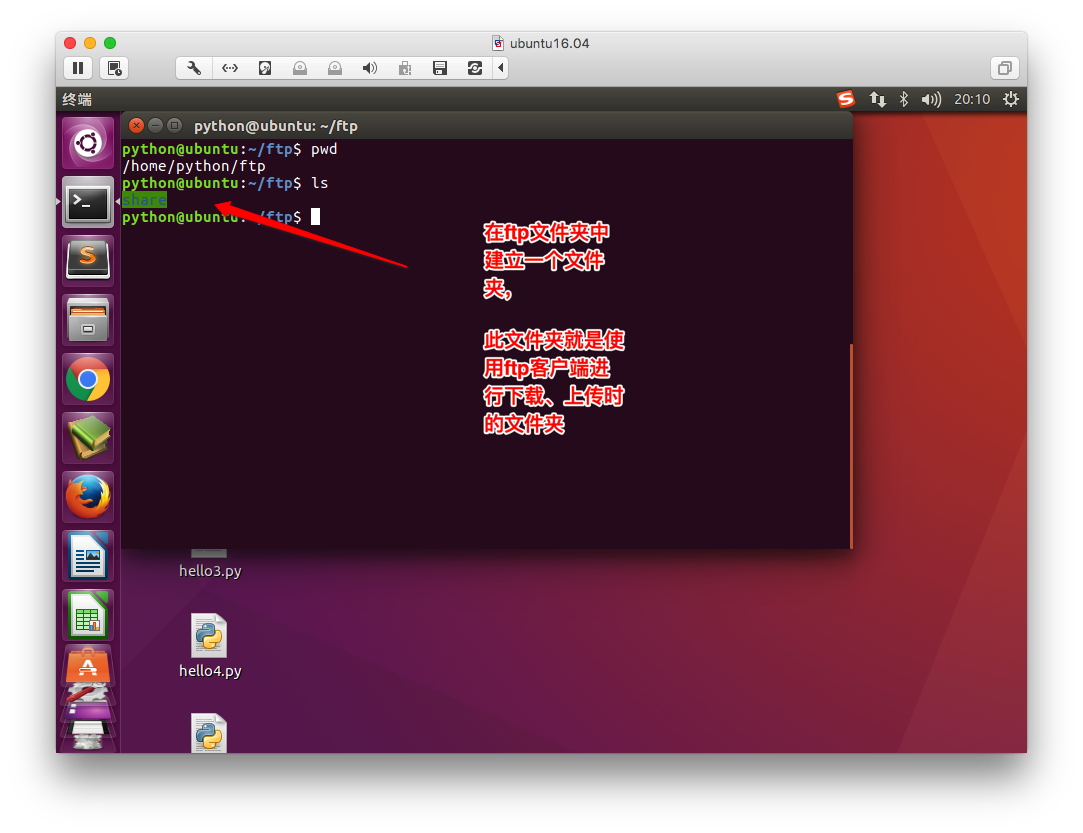 ubuntu16.04
终端
20:10
python@ubuntu: ~/ftp
python@ubuntu:~/ftp$ pwd
/home/python/ftp
python@ubuntu:~/ftp$ ls
share
python@ubuntu:~/ftp$
在ftp文件夹中
建立一个文件
夹,
此文件夹就是使
用ftp客户端进
行下载、上传时
的文件夹
hello3.py
hello4.py